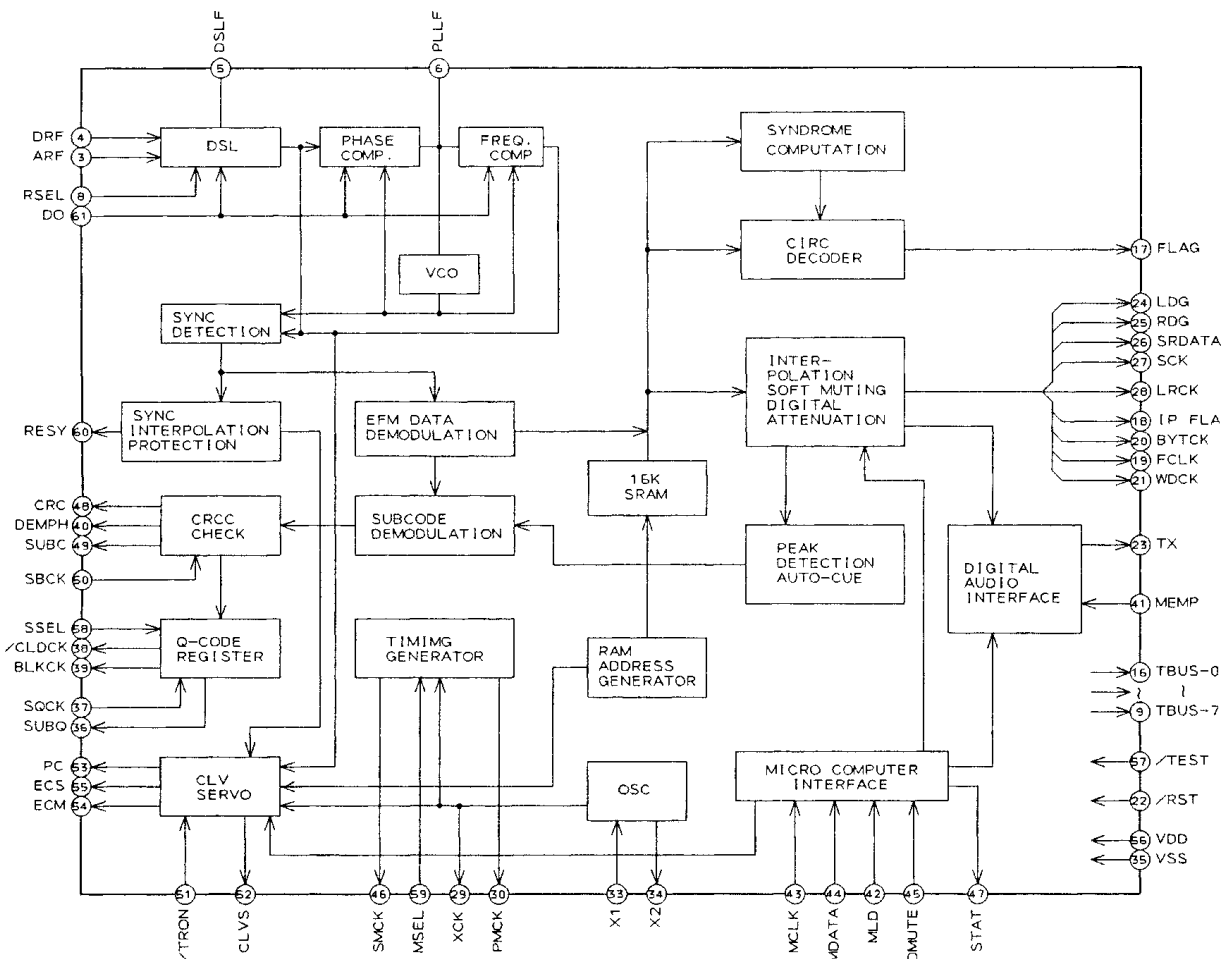 DSLF
PLLF
5
6
DRF 4
ARF 3
RSEL 8
DO 61
DSL
PHASE
COMP.
FREQ.
COMP
SYNDROME
COMPUTATION
CIRC
DECODER
17 FLAG
VCO
SYNC
DETECTION
24 LDG
25 RDG
26 SRDATA
27 SCK
28 LRCK
18 IP FLA
20 BYTCK
19 FCLK
21 WDCK
INTER-
POLATION
SOFT MUTING
DIGITAL
ATTENUATION
RESY 60
SYNC
INTERPOLATION
PROTECTION
EFM DATA
DEMODULATION
16K
SRAM
CRC 48
DEMPH 40
SUBC 49
SBCK 50
CRCC
CHECK
SUBCODE
DEMODULATION
PEAK
DETECTION
AUTO-CUE
DIGITAL
AUDIO
INTERFACE
23 TX
41 MEMP
SSEL 58
/CLDCK 38
BLKCK 39
SQCK 37
SUBQ 36
Q-CODE
REGISTER
TIMIMG
GENERATOR
RAM
ADDRESS
GENERATOR
16 TBUS-0
~ ~
9 TBUS-7
PC 53
ECS 55
ECM 54
CLV
SERVO
OSC
MICRO COMPUTER
INTERFACE
57 /TEST
22 /RST
56 VDD
35 VSS
51
52
46
59
29
30
33
34
43
44
42
45
47
/TRON
CLVS
SMCK
MSEL
XCK
PMCK
X1
X2
MCLK
MDATA
MLD
DMUTE
STAT